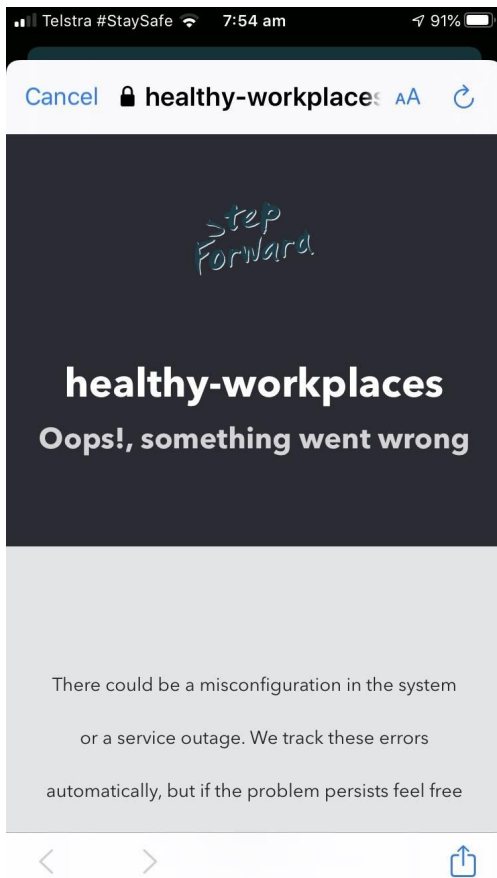 Telstra #StaySafe 7:54 am 91%
Cancel healthy-workplaces AA
step
Forward
healthy-workplaces
Oops!, something went wrong
There could be a misconfiguration in the system
or a service outage. We track these errors
automatically, but if the problem persists feel free